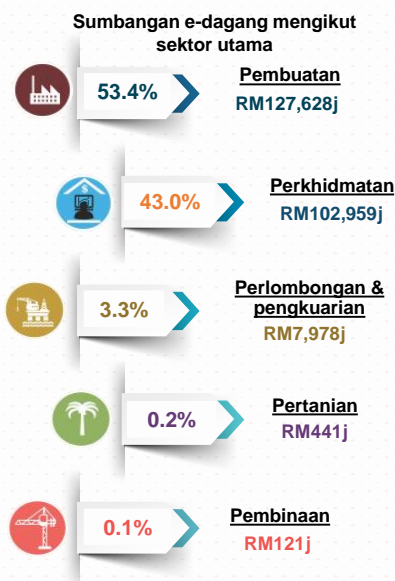 Sumbangan e-dagang mengikut
sektor utama
53.4%
Pembuatan
RM127,628j
43.0%
Perkhidmatan
RM102,959j
3.3%
Perlombongan &
pengkuarian
RM7,978j
0.2%
Pertanian
RM441j
0.1%
Pembinaan
RM121j